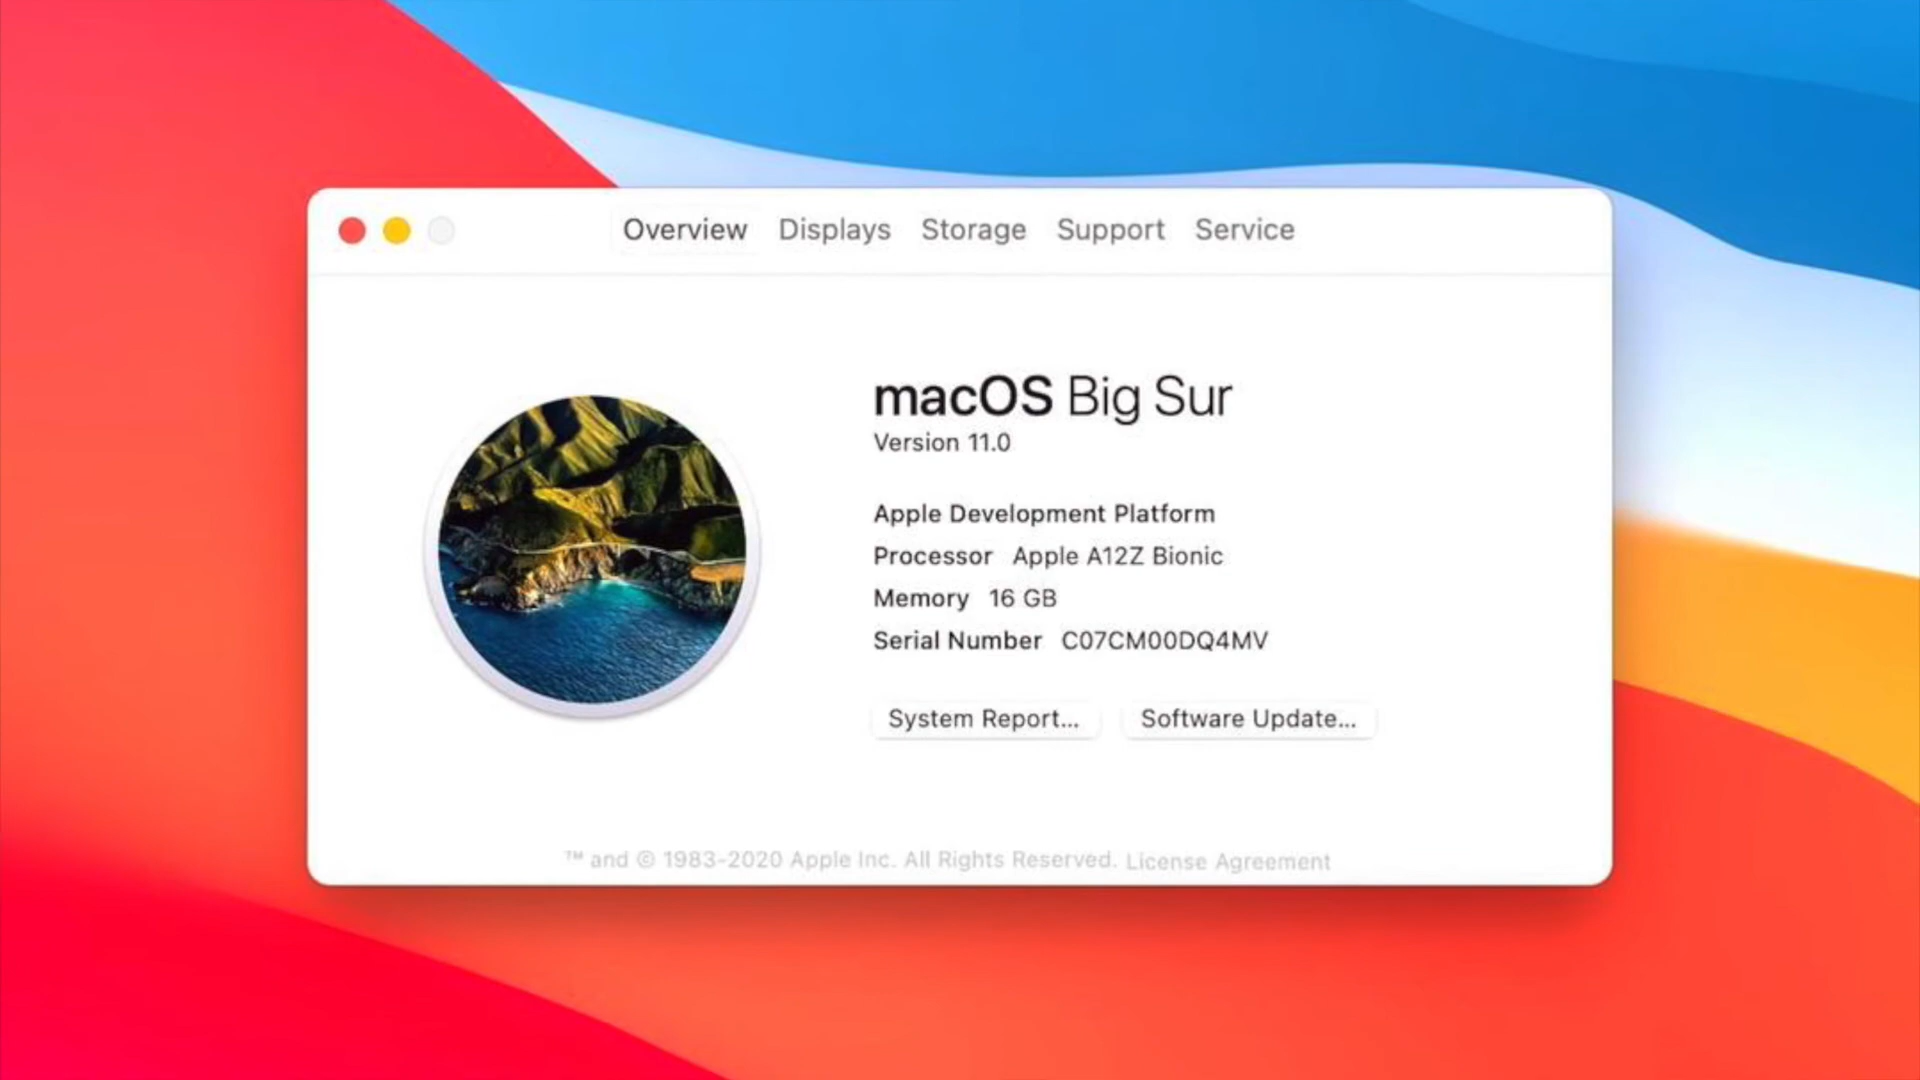 Overview Displays Storage Support Service
macOS Big Sur
Version 11.0
Apple Development Platform
Processor Apple A12Z Bionic
Memory 16 GB
Serial Number C07CM00DQ4MV
System Report... Software Update...
™ and © 1983-2020 Apple Inc. All Rights Reserved. License Agreement